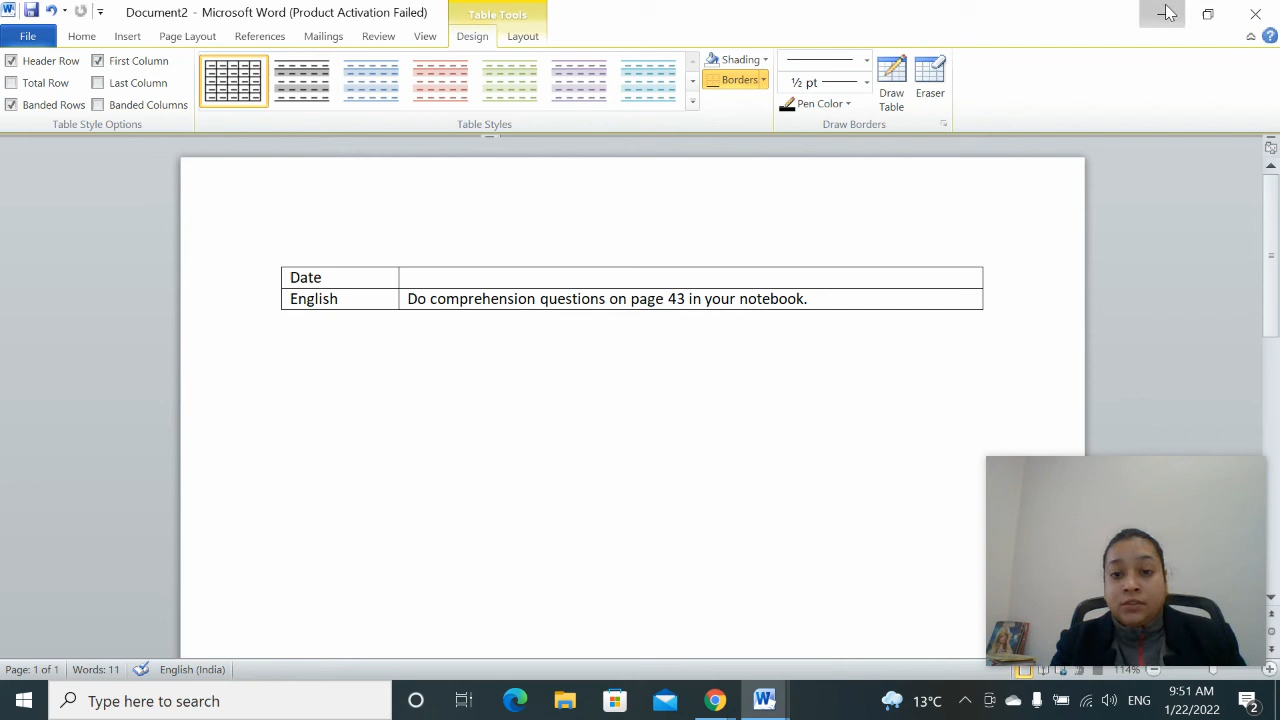 Document2 - Microsoft Word (Product Activation Failed)
Table Tools
File
Home
Insert
Page Layout
References
Mailings
Review
View
Design
Layout
Header Row
First Column
Total Row
Last Column
Banded Rows
Banded Columns
Table Style Options
Table Styles
Shading
Borders
½ pt
Pen Color
Draw Table
Eraser
Draw Borders
Date
English Do comprehension questions on page 43 in your notebook.
Page: 1 of 1
Words: 11
English (India)
114%
Type here to search
13°C
ENG
9:51 AM
1/22/2022
2